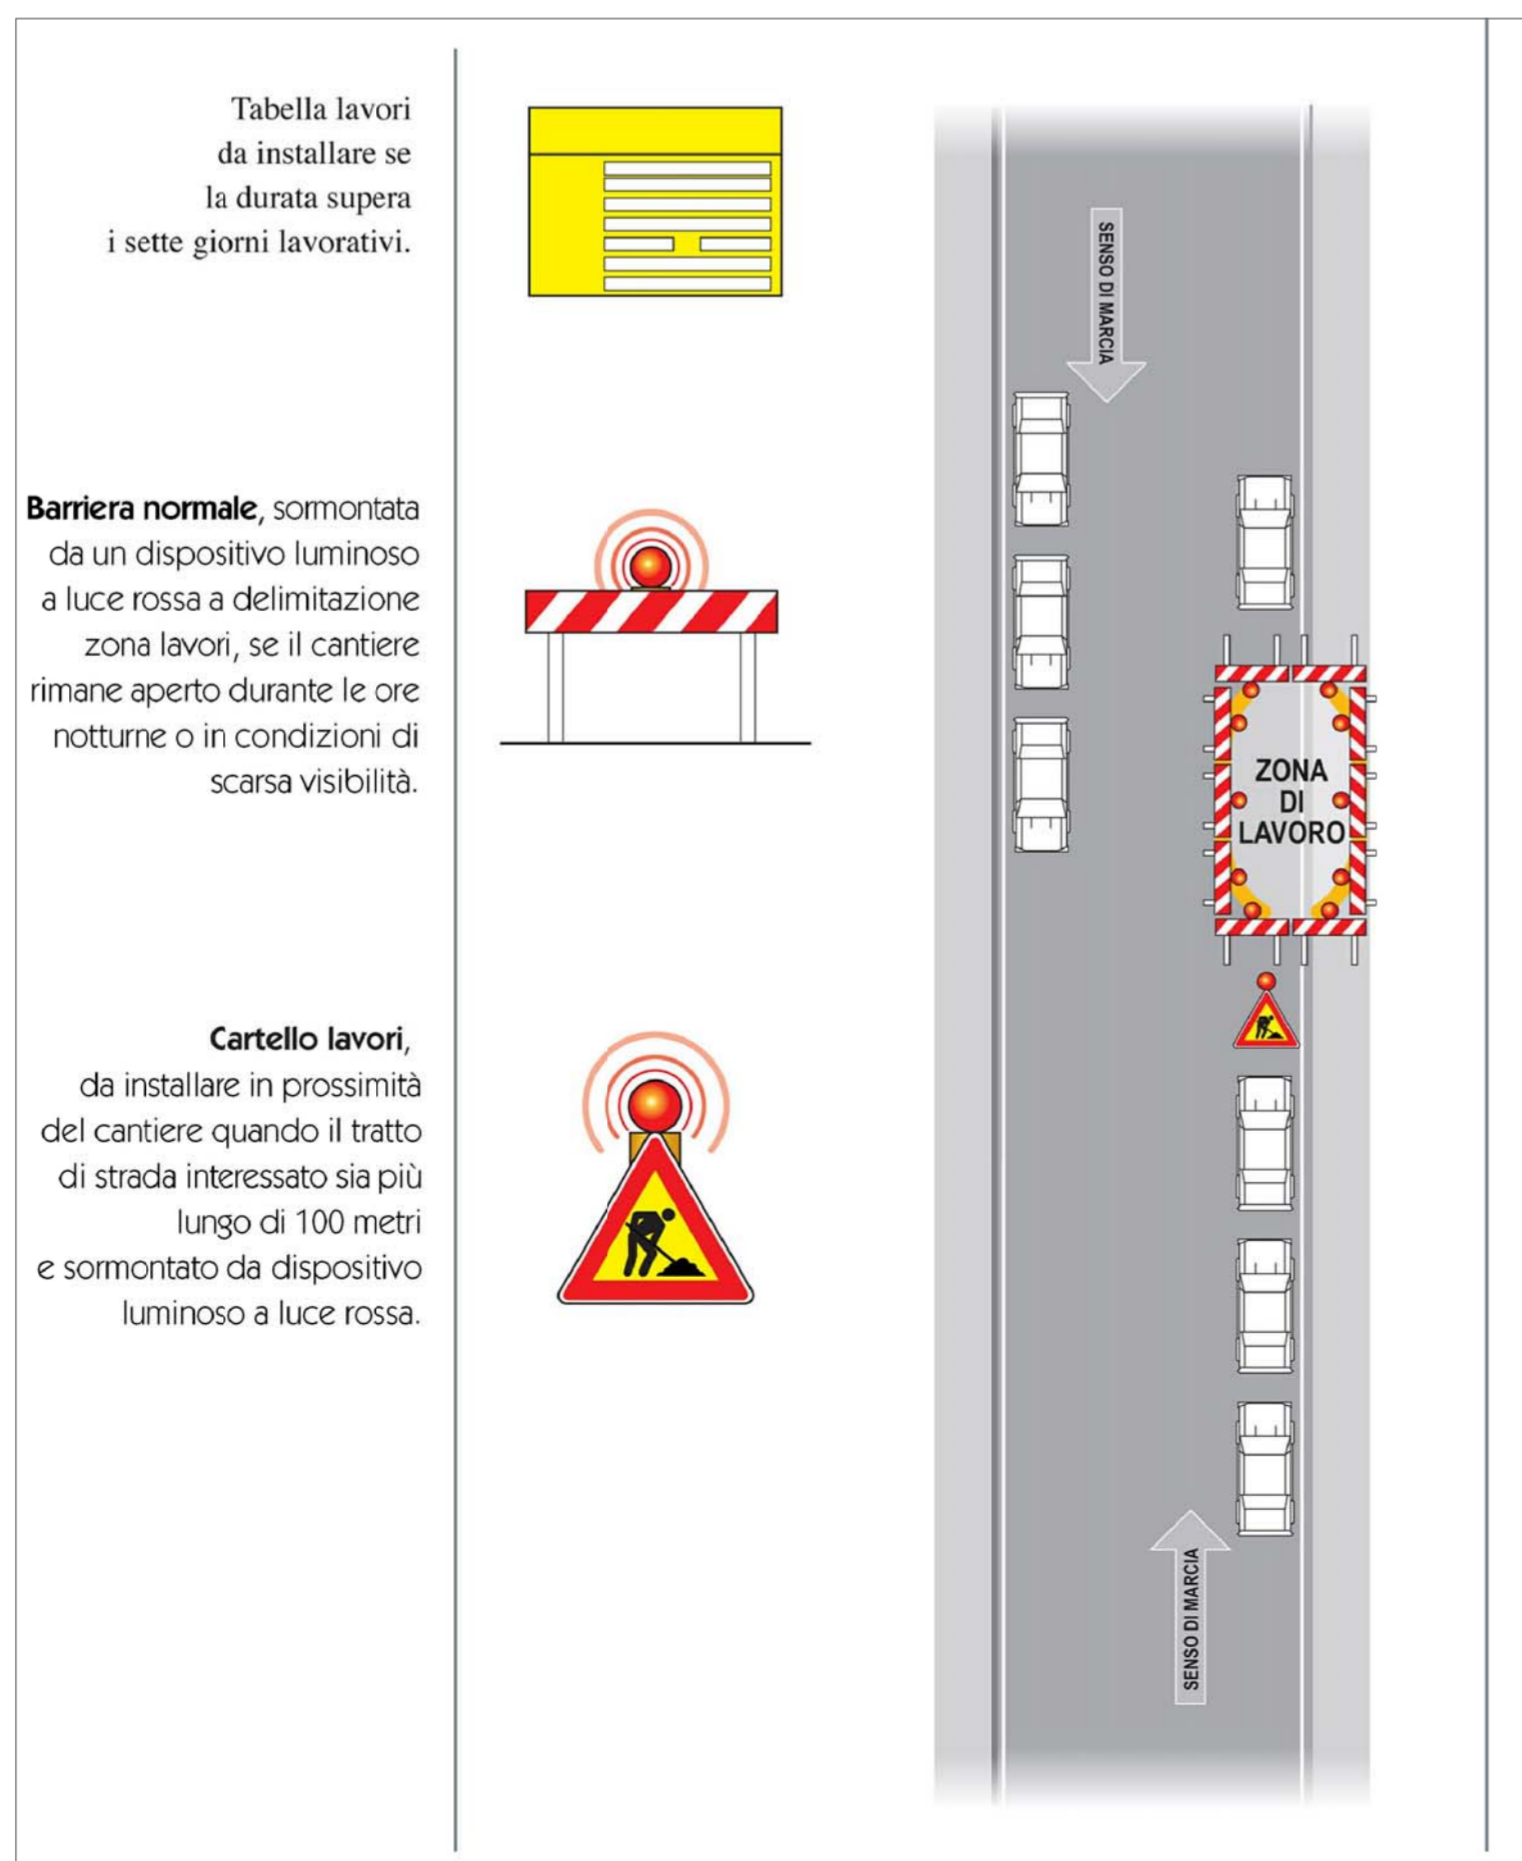 Tabella lavori
da installare se
la durata supera
i sette giorni lavorativi.
Barriera normale, sormontata
da un dispositivo luminoso
a luce rossa a delimitazione
zona lavori, se il cantiere
rimane aperto durante le ore
notturne o in condizioni di
scarsa visibilità.
Cartello lavori,
da installare in prossimità
del cantiere quando il tratto
di strada interessato sia più
lungo di 100 metri
e sormontato da dispositivo
luminoso a luce rossa.
SENSO DI MARCIA
ZONA
DI
LAVORO
SENSO DI MARCIA